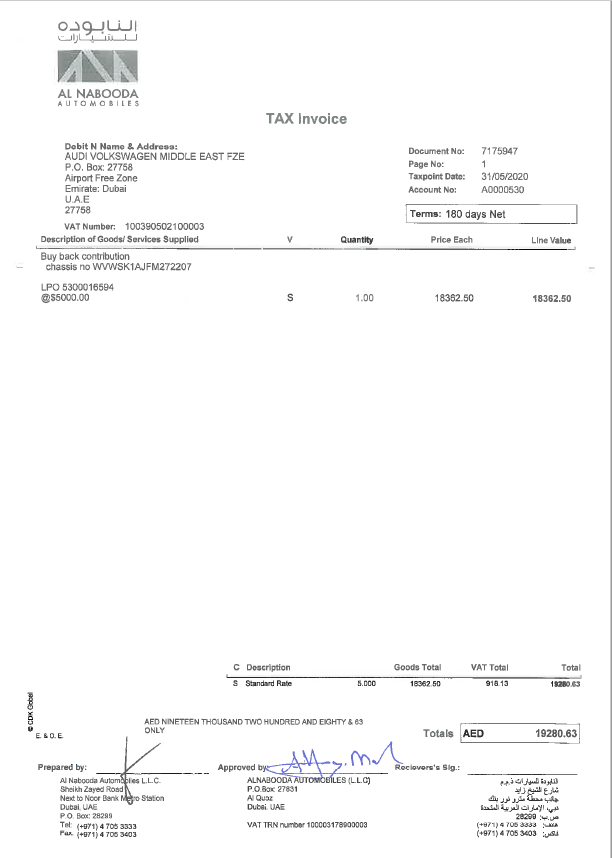 النابوده
للسيارات
AL NABOODA
AUTOMOBILES
TAX Invoice
Debit N Name & Address:
AUDI VOLKSWAGEN MIDDLE EAST FZE
P.O. Box: 27758
Airport Free Zone
Emirate: Dubai
U.A.E
27758
VAT Number: 100390502100003
Document No: 7175947
Page No: 1
Taxpoint Date: 31/05/2020
Account No: A0000530
Terms: 180 days Net
Description of Goods/ Services Supplied V Quantity Price Each Line Value
Buy back contribution
chassis no WVWSK1AJFM272207
LPO 5300016594
@$5000.00 S 1.00 18362.50 18362.50
C Description Goods Total VAT Total Total
S Standard Rate 5.000 18362.50 918.13 19280.63
© CDK Global
E. & O. E.
AED NINETEEN THOUSAND TWO HUNDRED AND EIGHTY & 63
ONLY
Totals AED 19280.63
Prepared by:
Approved by:
Recievers's Sig.:
Al Nabooda Automobiles L.L.C.
Sheikh Zayed Road
Next to Noor Bank Metro Station
Dubai, UAE
P.O. Box: 28299
Tel: (+971) 4 705 3333
Fax: (+971) 4 705 3403
ALNABOODA AUTOMOBILES (L.L.C)
P.O.Box: 27831
Al Quoz
Dubai, UAE
VAT TRN number 100003178900003
النابودة للسيارات ذ.م.م
شارع الشيخ زايد
جانب محطة مترو نور بنك
دبي، الإمارات العربية المتحدة
ص.ب: 28299
هاتف: 3333 705 4 (971+)
فاكس: 3403 705 4 (971+)